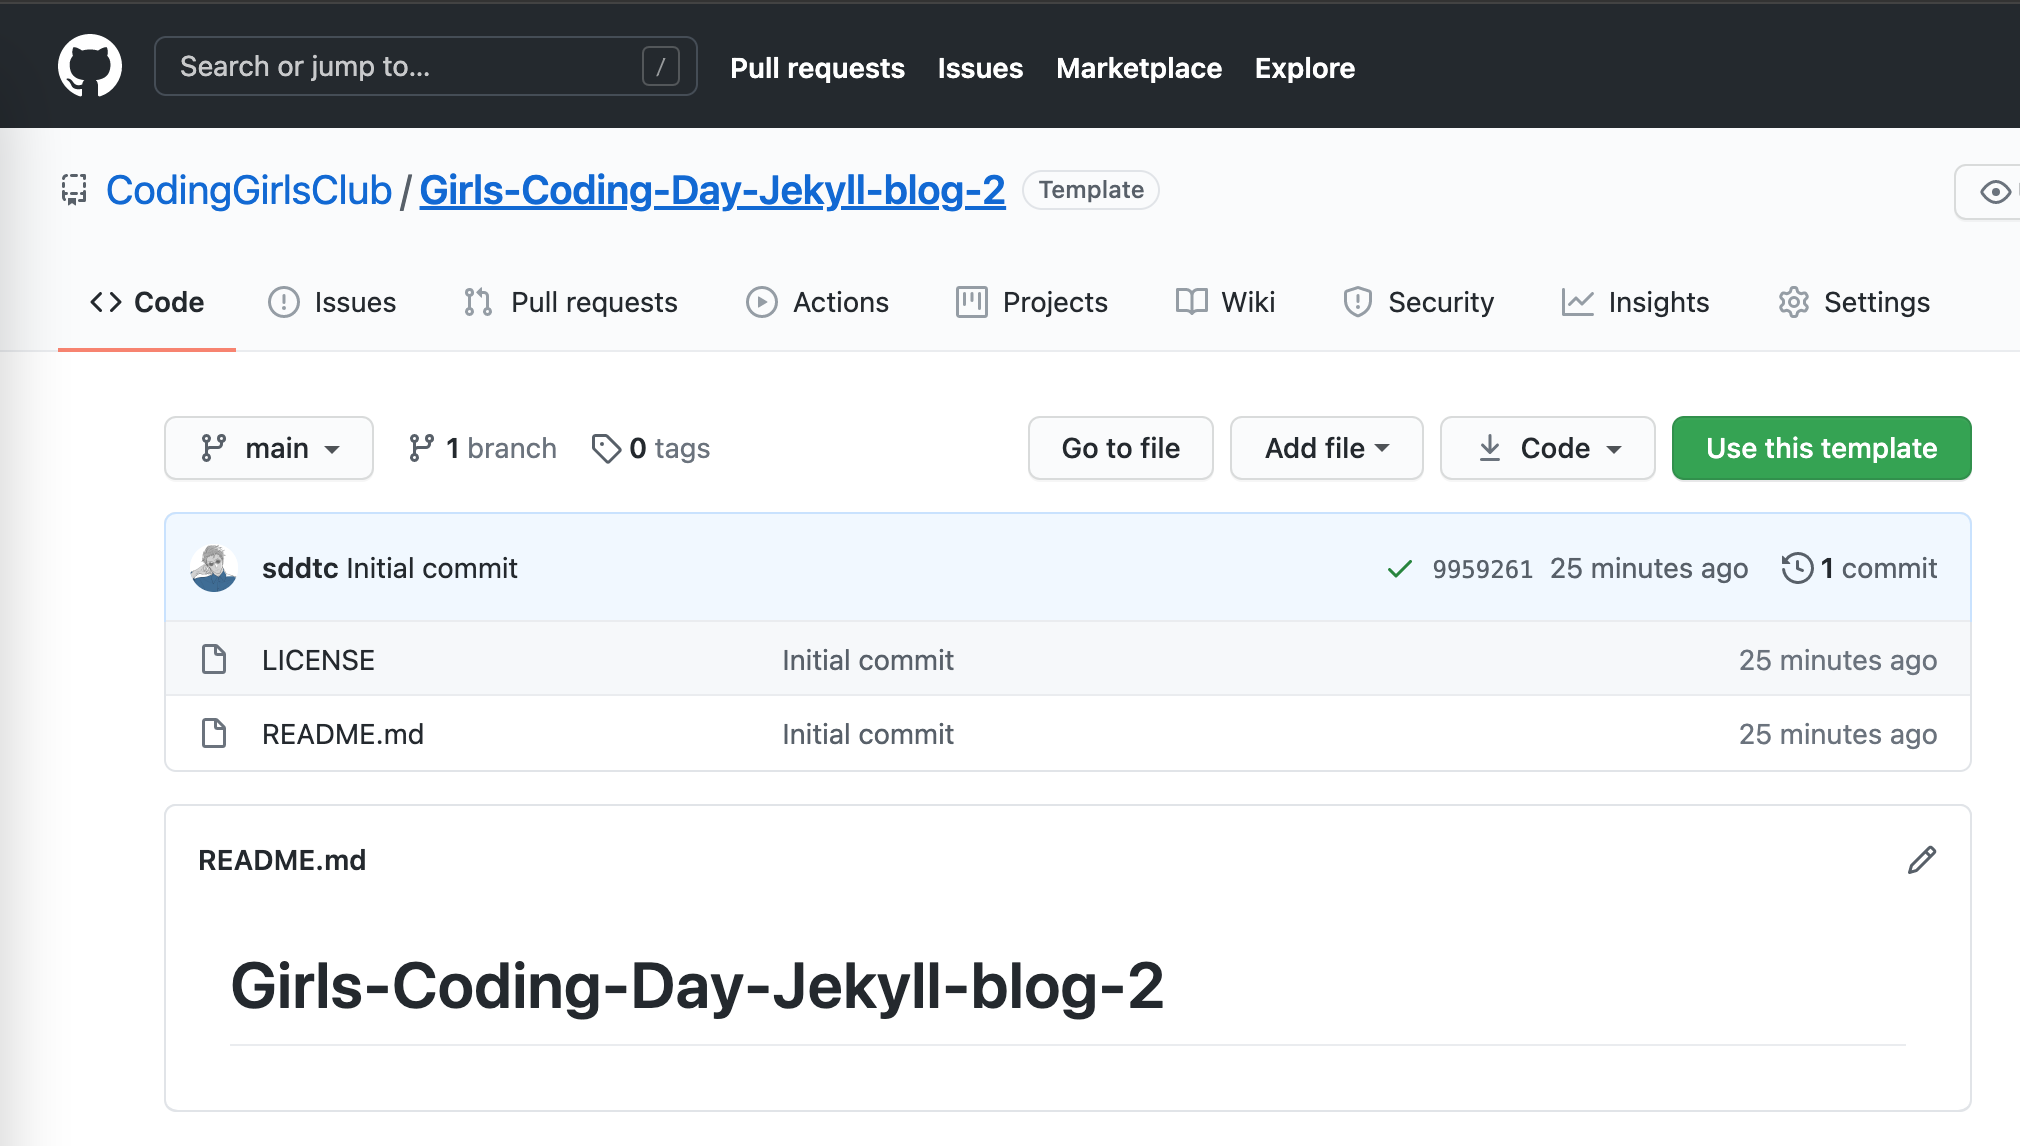 Search or jump to... /
Pull requests Issues Marketplace Explore
CodingGirlsClub / Girls-Coding-Day-Jekyll-blog-2 Template
Code Issues Pull requests Actions Projects Wiki Security Insights Settings
main 1 branch 0 tags Go to file Add file Code Use this template
sddtc Initial commit 9959261 25 minutes ago 1 commit
LICENSE Initial commit 25 minutes ago
README.md Initial commit 25 minutes ago
README.md
Girls-Coding-Day-Jekyll-blog-2